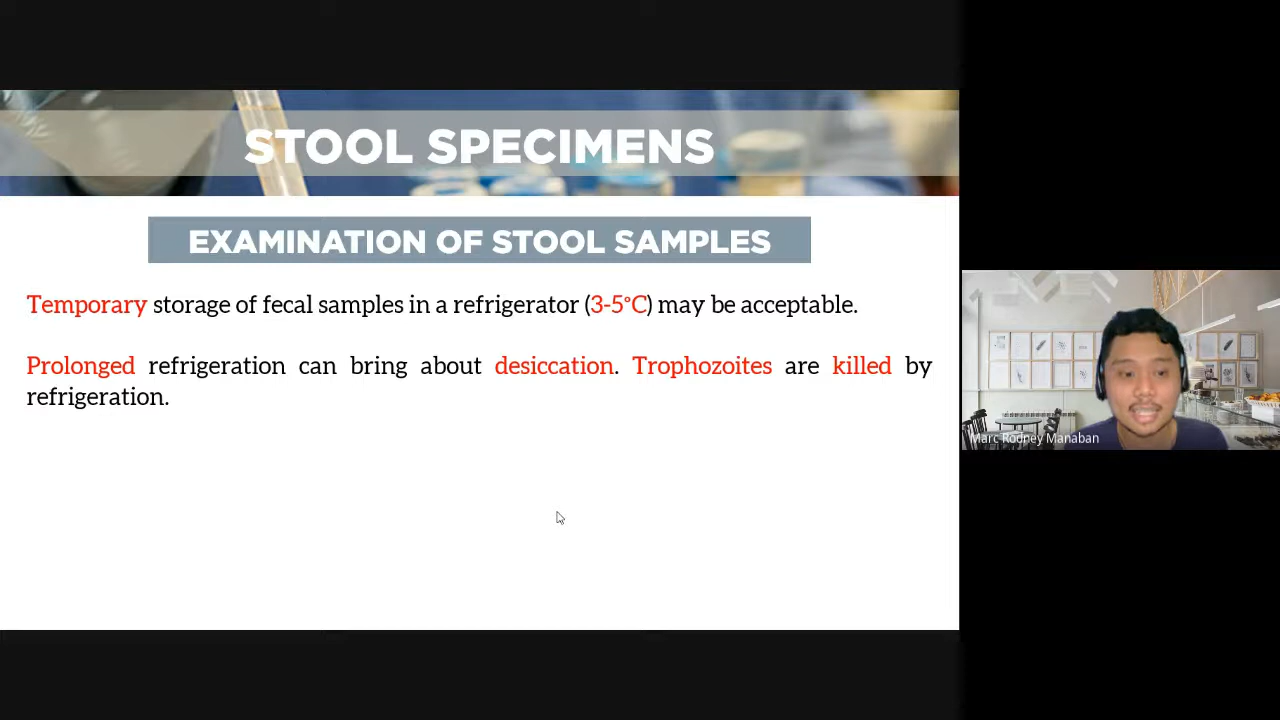 STOOL SPECIMENS
EXAMINATION OF STOOL SAMPLES
Temporary storage of fecal samples in a refrigerator (3-5°C) may be acceptable.
Prolonged refrigeration can bring about desiccation. Trophozoites are killed by
refrigeration.
Marc Rodney Manaban